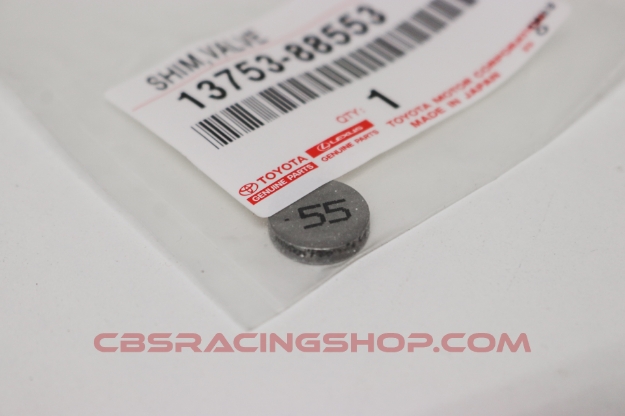 SHIM, VALVE
13753-88553
QTY: 1
TOYOTA MOTOR CORPORATION
MADE IN JAPAN
TOYOTA
GENUINE PARTS
LEXUS
GENUINE PARTS
55
CBSRACINGSHOP.COM